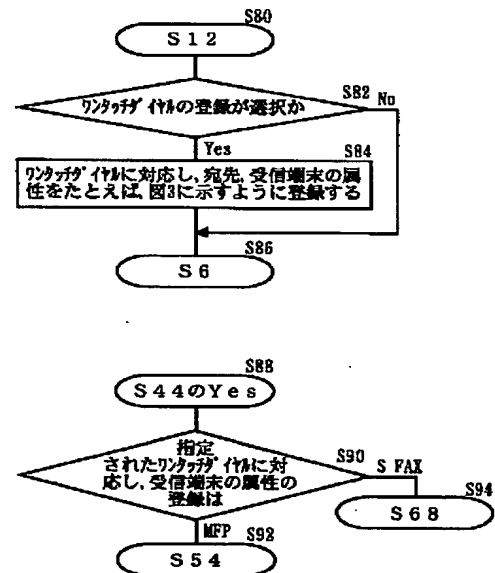 S80
S12
S82
ワンタッチダイヤルの登録が選択か
No
Yes
S84
ワンタッチダイヤルに対応し、宛先、受信端末の属
性をたとえば、図3に示すように登録する
S86
S6
S88
S44のYes
指定
されたワンタッチダイヤルに対
応し、受信端末の属性の
登録は
S90
S FAX
S94
S68
MFP
S92
S54